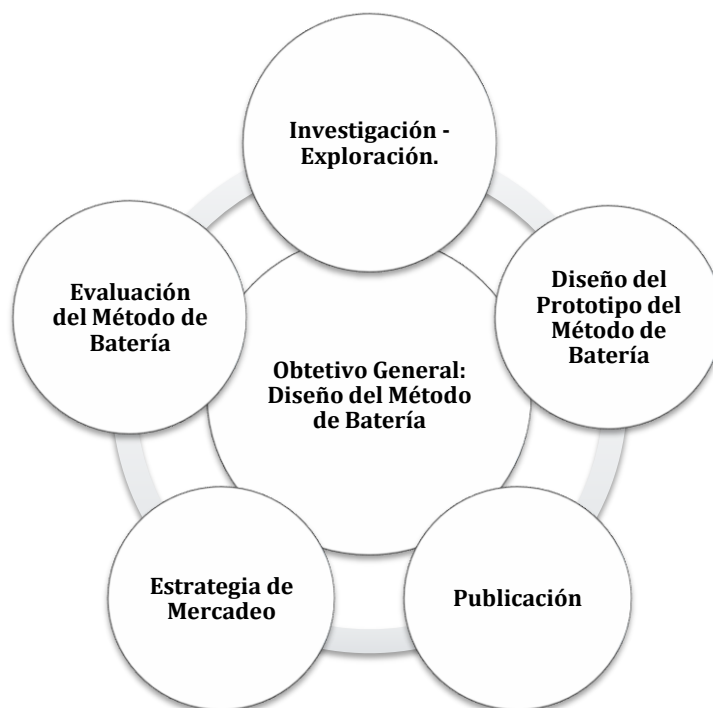 Investigación -
Exploración.
Diseño del
Prototipo del
Método de
Batería
Evaluación
del Método de
Batería
Obtetivo General:
Diseño del Método
de Batería
Estrategia de
Mercadeo
Publicación